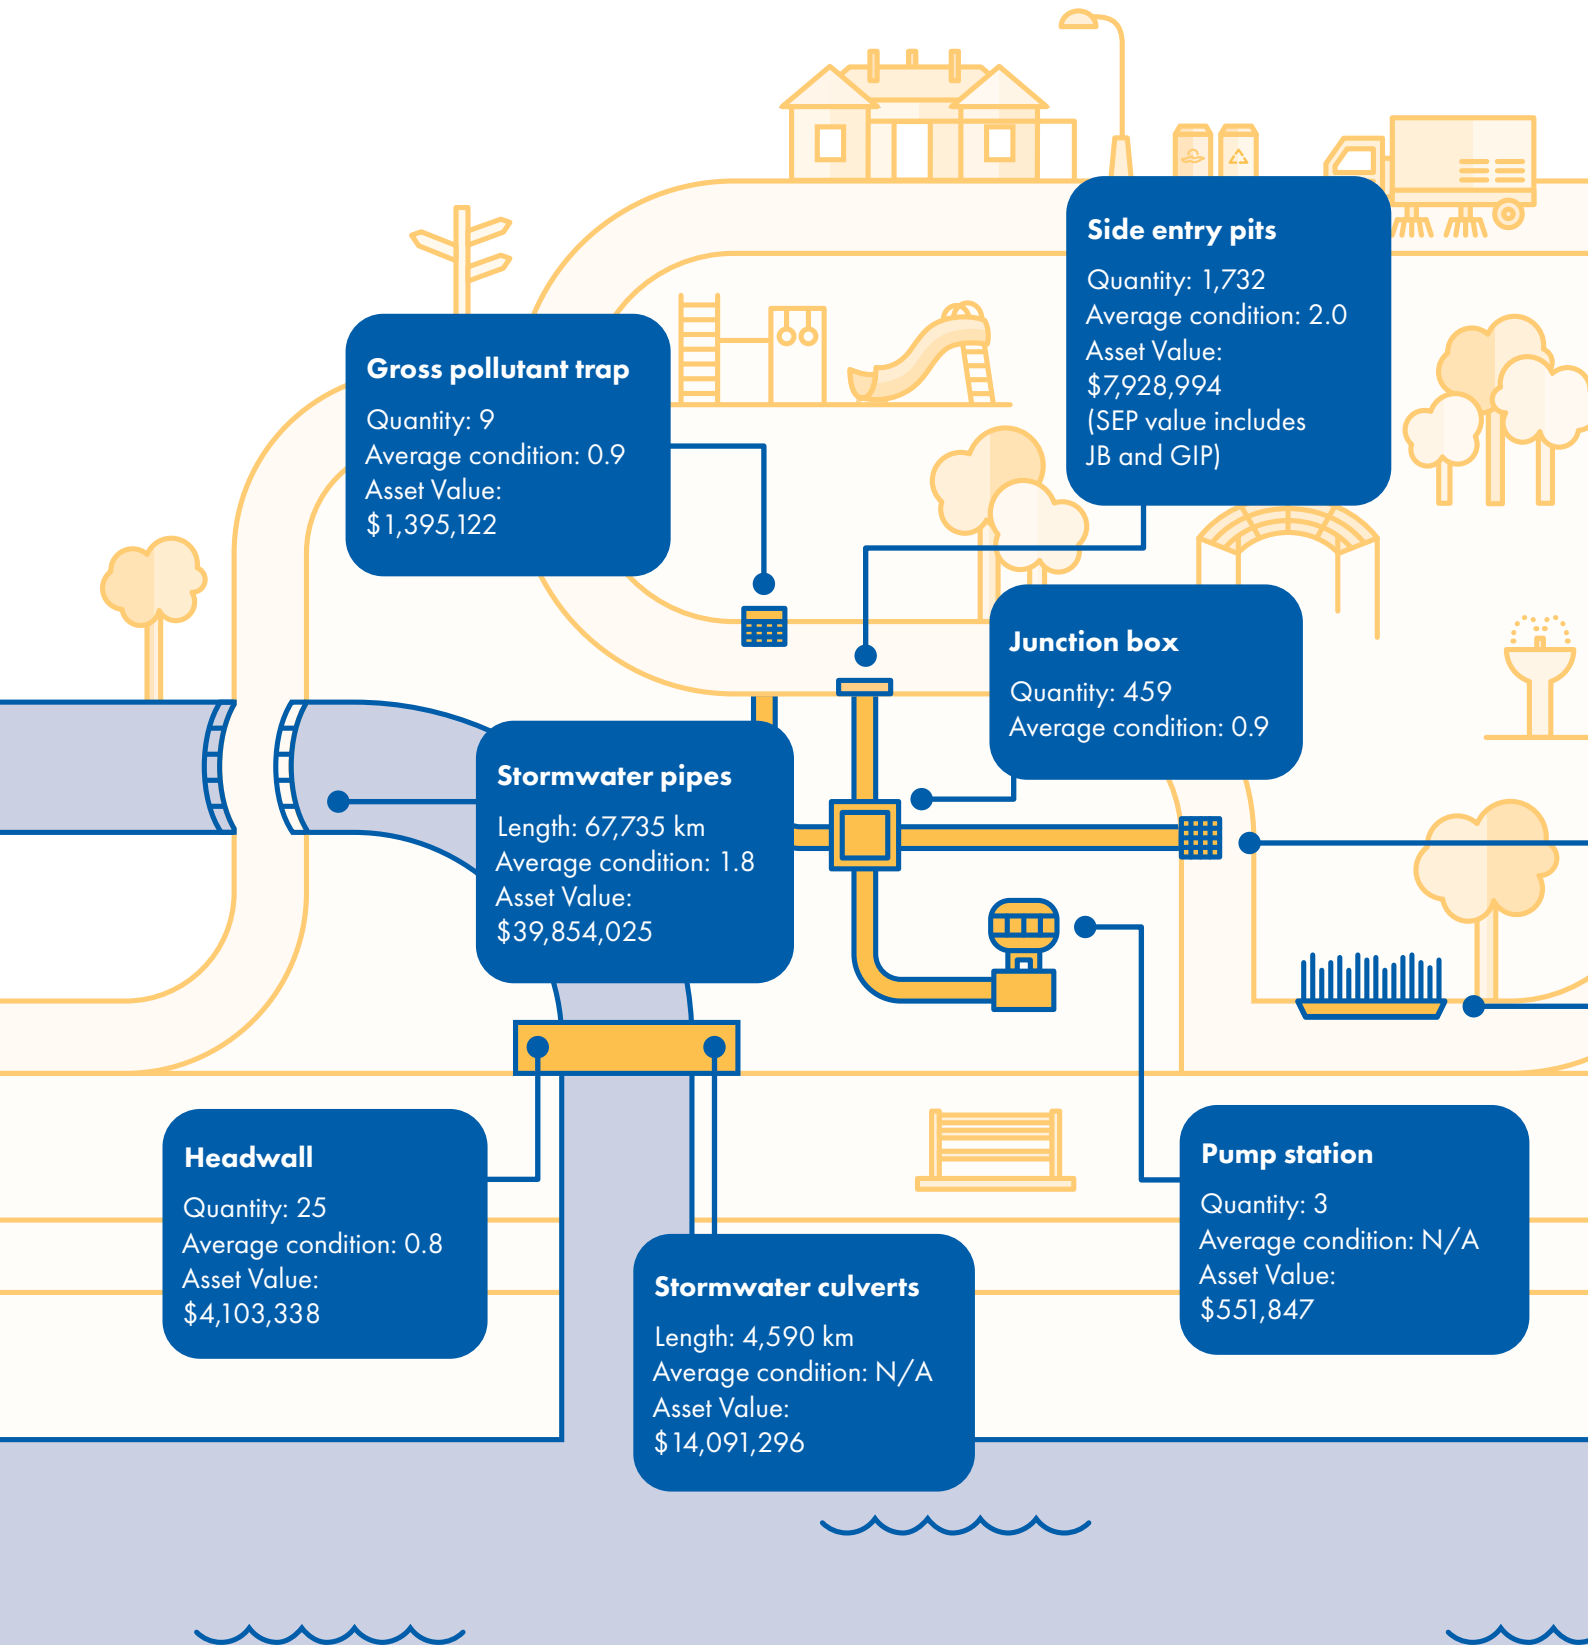 Side entry pits
Quantity: 1,732
Average condition: 2.0
Asset Value:
$7,928,994
(SEP value includes
JB and GIP)
Gross pollutant trap
Quantity: 9
Average condition: 0.9
Asset Value:
$1,395,122
Junction box
Quantity: 459
Average condition: 0.9
Stormwater pipes
Length: 67,735 km
Average condition: 1.8
Asset Value:
$39,854,025
Headwall
Quantity: 25
Average condition: 0.8
Asset Value:
$4,103,338
Stormwater culverts
Length: 4,590 km
Average condition: N/A
Asset Value:
$14,091,296
Pump station
Quantity: 3
Average condition: N/A
Asset Value:
$551,847